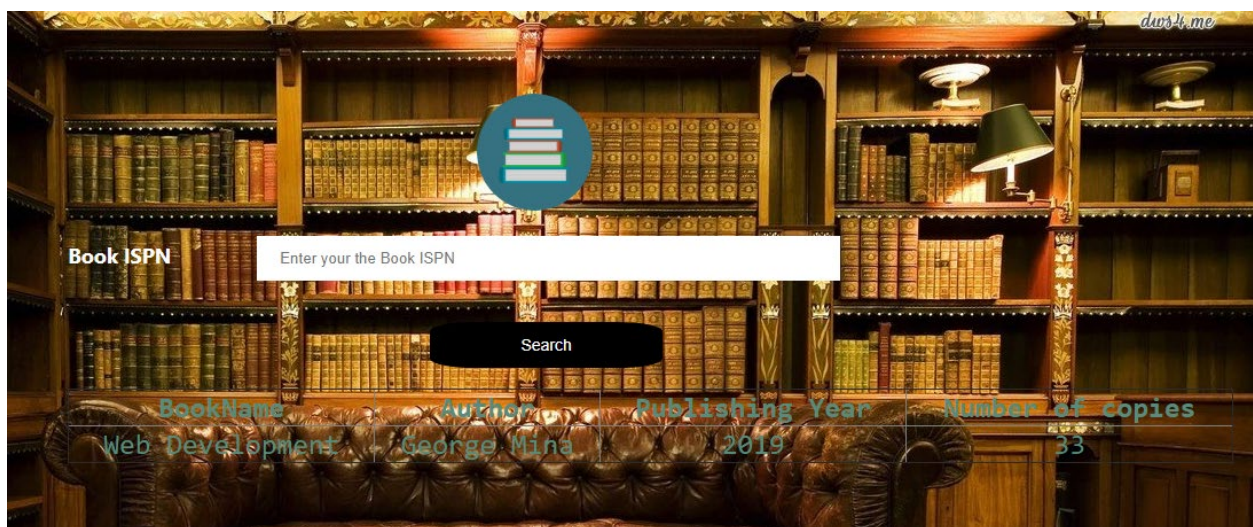 dws4.me
Book ISPN Enter your the Book ISPN
Search
BookName Author Publishing Year Number of copies
Web Development George Mina 2019 33